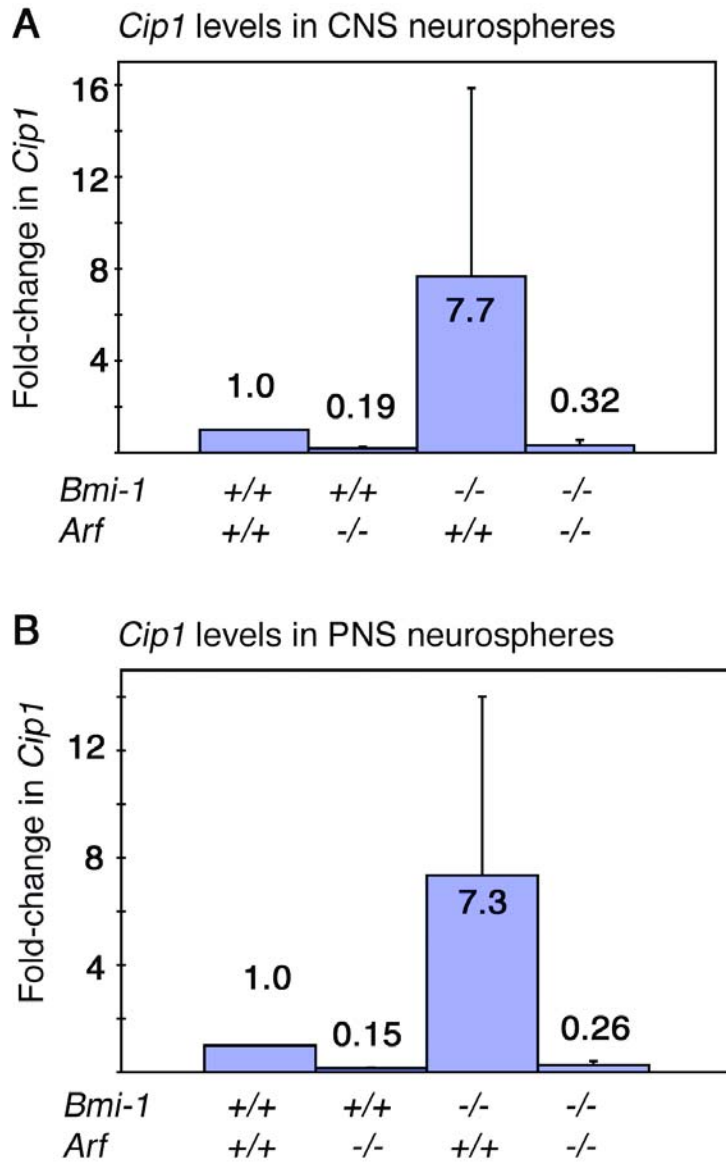 A Cip1 levels in CNS neurospheres
Fold-change in Cip1
16
12
8
4
1.0
0.19
7.7
0.32
Bmi-1 +/+ +/+ -/- -/-
Arf +/+ -/- +/+ -/-
B Cip1 levels in PNS neurospheres
Fold-change in Cip1
12
8
4
1.0
0.15
7.3
0.26
Bmi-1 +/+ +/+ -/- -/-
Arf +/+ -/- +/+ -/-